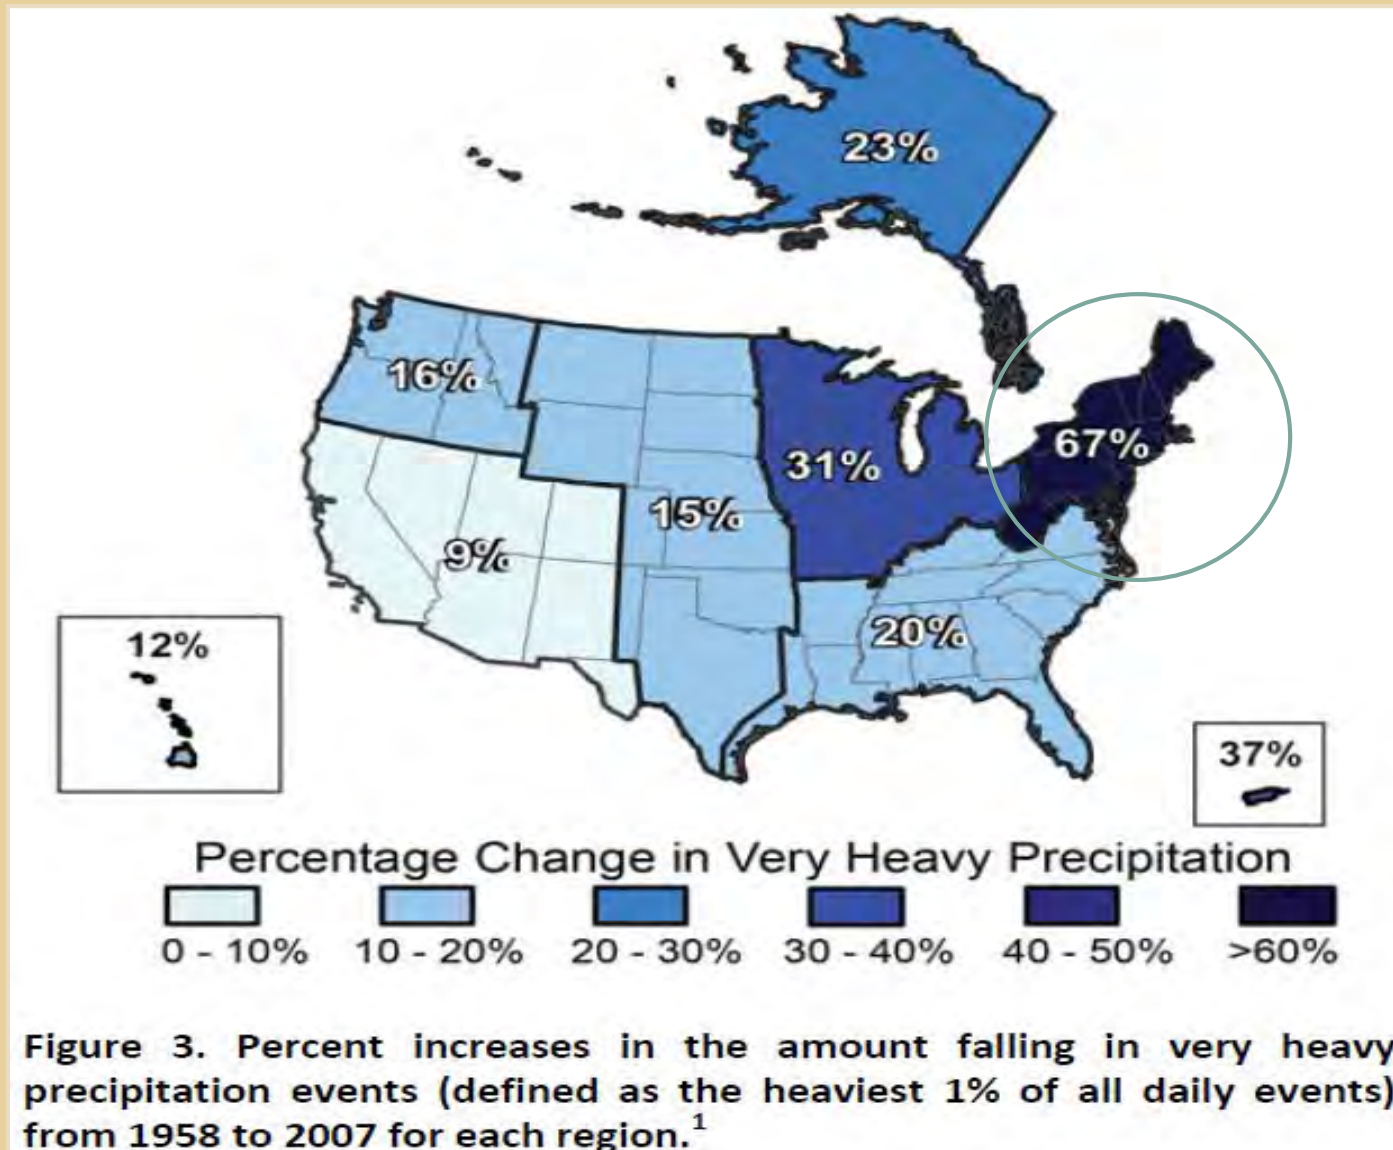 23%
16%
67%
31%
15%
9%
20%
12%
37%
Percentage Change in Very Heavy Precipitation
0 - 10% 10 - 20% 20 - 30% 30 - 40% 40 - 50% >60%
Figure 3. Percent increases in the amount falling in very heavy
precipitation events (defined as the heaviest 1% of all daily events)
from 1958 to 2007 for each region.¹